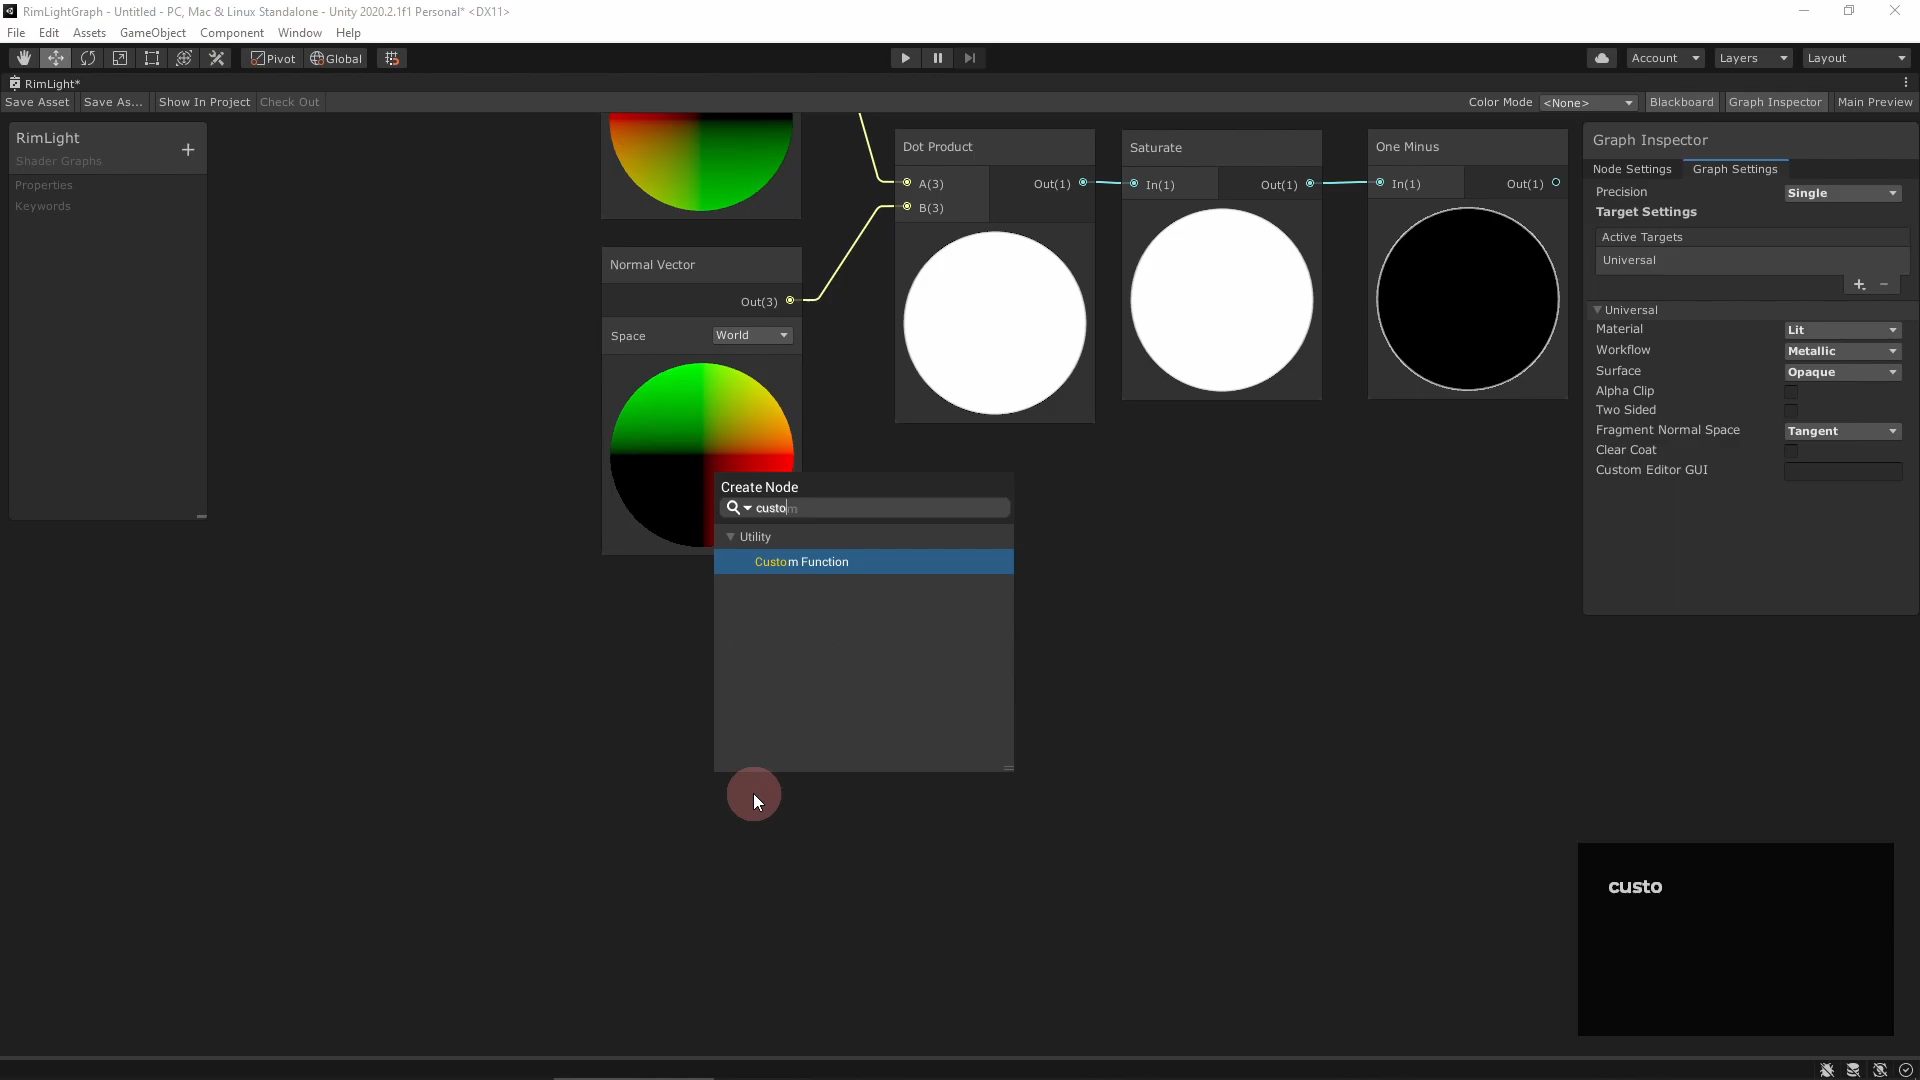 RimLightGraph - Untitled - PC, Mac & Linux Standalone - Unity 2020.2.1f1 Personal* <DX11>
File Edit Assets GameObject Component Window Help
Pivot Global Account Layers Layout
RimLight*
Save Asset Save As... Show In Project Check Out Color Mode <None> Blackboard Graph Inspector Main Preview
RimLight
Shader Graphs
Properties
Keywords
Normal Vector
Out(3)
Space World
Dot Product
A(3) Out(1)
B(3)
Saturate
In(1) Out(1)
One Minus
In(1) Out(1)
Create Node
custom
Utility
Custom Function
Graph Inspector
Node Settings Graph Settings
Precision Single
Target Settings
Active Targets
Universal
Universal
Material Lit
Workflow Metallic
Surface Opaque
Alpha Clip
Two Sided
Fragment Normal Space Tangent
Clear Coat
Custom Editor GUI
custo